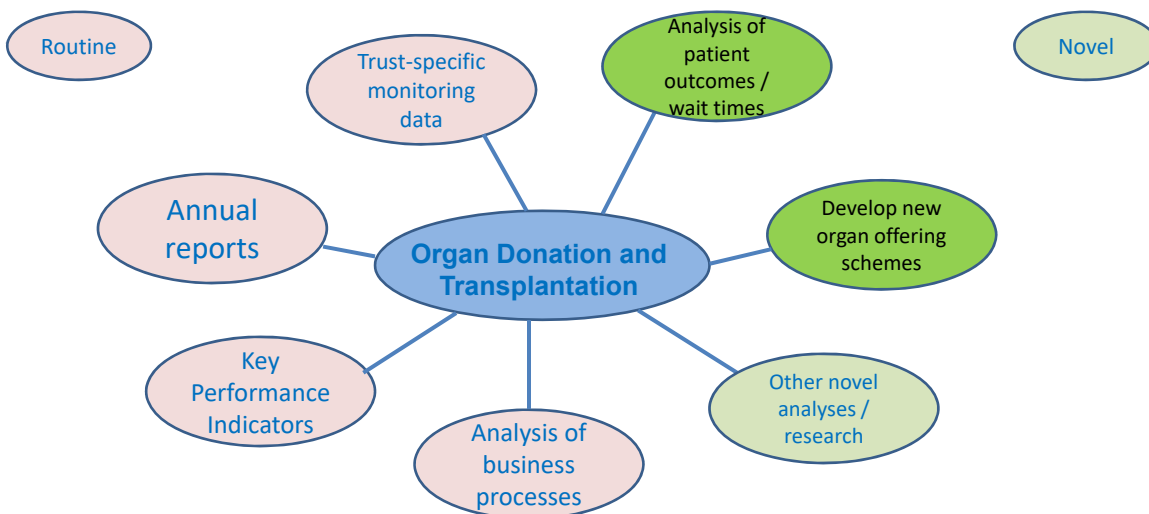 Routine
Trust-specific
monitoring
data
Analysis of
patient
outcomes /
wait times
Novel
Annual
reports
Organ Donation and
Transplantation
Develop new
organ offering
schemes
Key
Performance
Indicators
Analysis of
business
processes
Other novel
analyses /
research